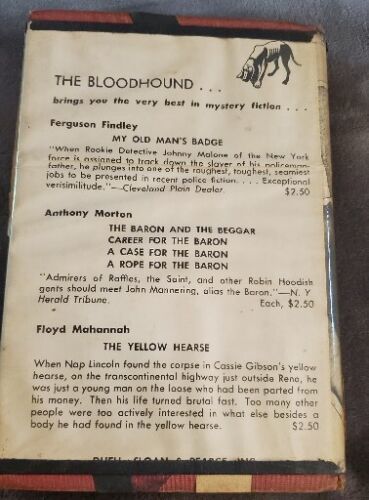 THE BLOODHOUND . . .
brings you the very best in mystery fiction . . .
Ferguson Findley
MY OLD MAN'S BADGE
"When Rookie Detective Johnny Malone of the New York
force is assigned to track down the slayer of his policeman-
father, he plunges into one of the roughest, toughest, seamiest
jobs to be presented in recent police fiction. . . . Exceptional
verisimilitude."—Cleveland Plain Dealer. $2.50
Anthony Morton
THE BARON AND THE BEGGAR
CAREER FOR THE BARON
A CASE FOR THE BARON
A ROPE FOR THE BARON
"Admirers of Raffles, the Saint, and other Robin Hoodish
gents should meet John Mannering, alias the Baron."—N. Y
Herald Tribune. Each, $2.50
Floyd Mahannah
THE YELLOW HEARSE
When Nap Lincoln found the corpse in Cassie Gibson's yellow
hearse, on the transcontinental highway just outside Reno, he
was just a young man on the loose who had been parted from
his money. Then his life turned brutal fast. Too many other
people were too actively interested in what else besides a
body he had found in the yellow hearse. $2.50
DUELL, SLOAN & PEARCE, INC.